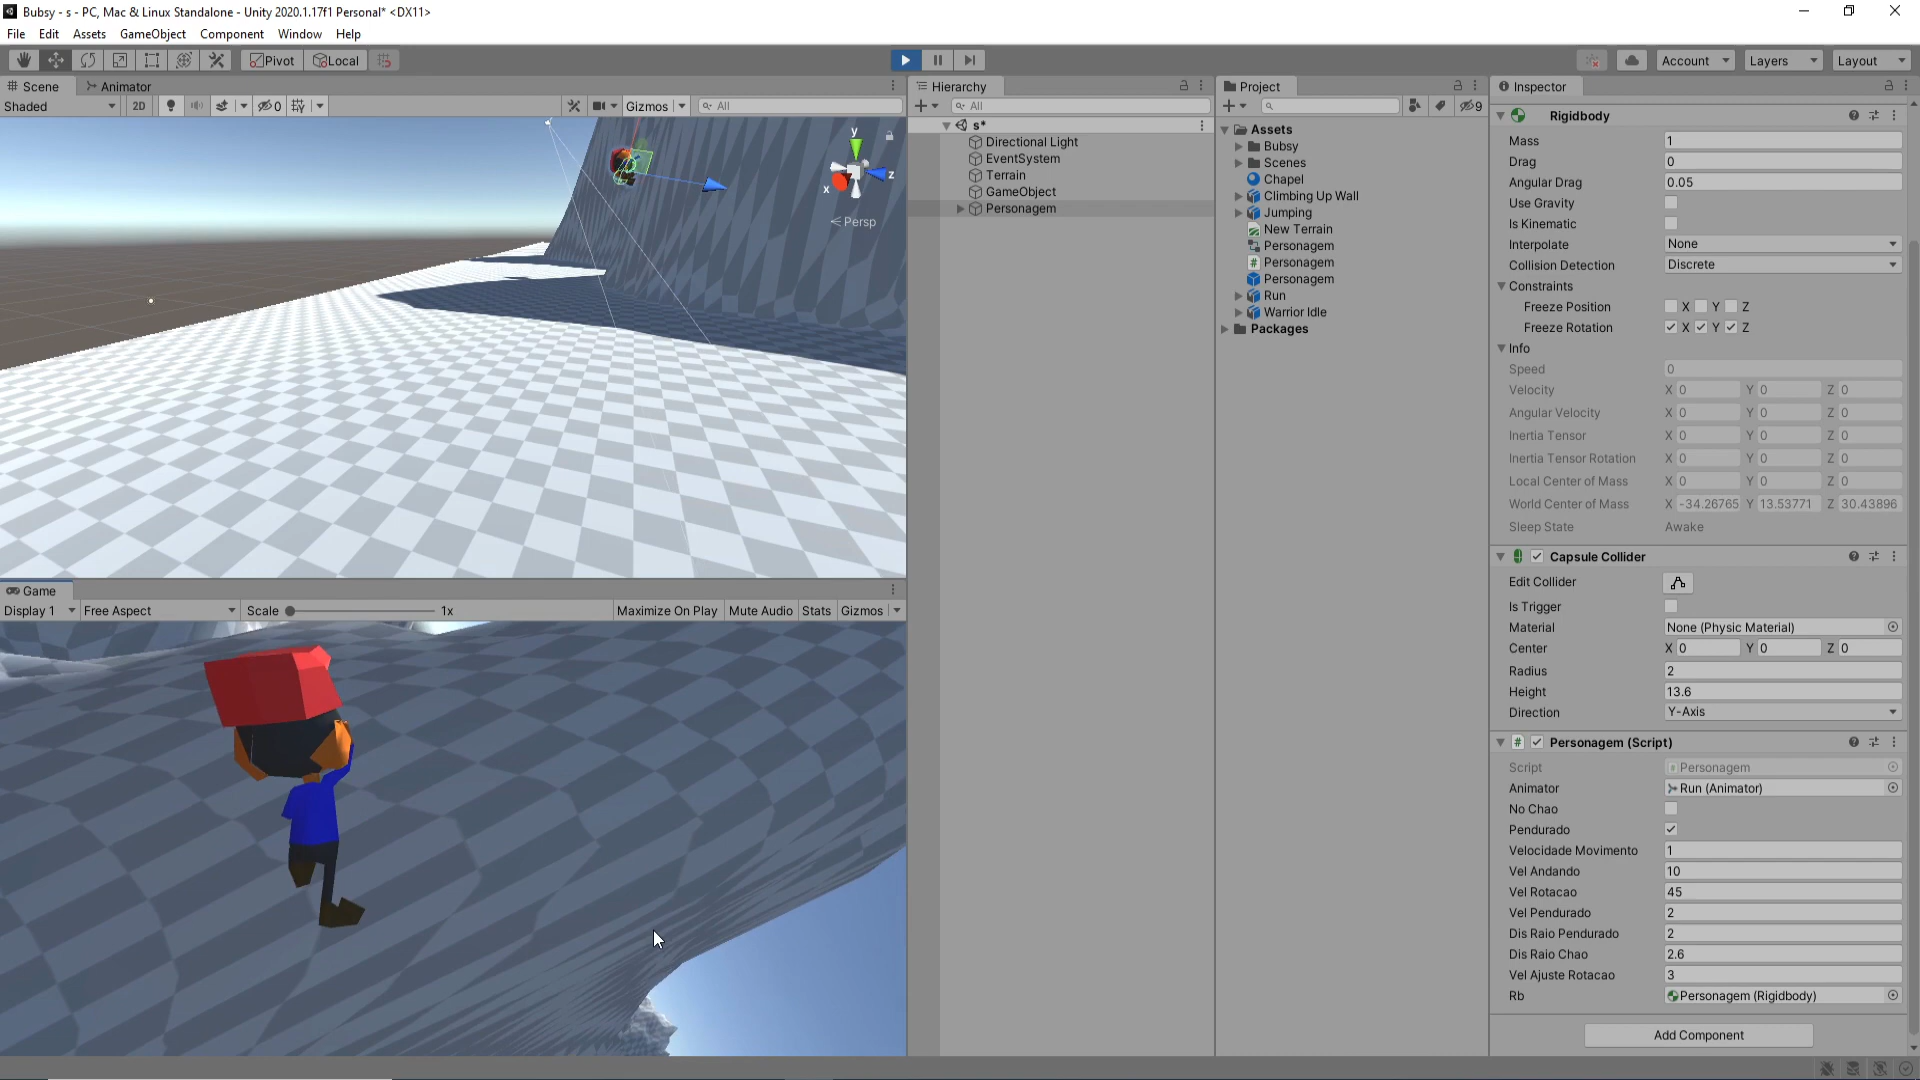 Bubsy - s - PC, Mac & Linux Standalone - Unity 2020.1.17f1 Personal* <DX11>
File Edit Assets GameObject Component Window Help
Pivot Local Account Layers Layout
Scene Animator
Shaded 2D 0 Gizmos All
y
x
z
Persp
Game
Display 1 Free Aspect Scale 1x Maximize On Play Mute Audio Stats Gizmos
Hierarchy
All
s*
Directional Light
EventSystem
Terrain
GameObject
Personagem
Project
9
Assets
Bubsy
Scenes
Chapel
Climbing Up Wall
Jumping
New Terrain
Personagem
Personagem
Personagem
Run
Warrior Idle
Packages
Inspector
Rigidbody
Mass 1
Drag 0
Angular Drag 0.05
Use Gravity
Is Kinematic
Interpolate None
Collision Detection Discrete
Constraints
Freeze Position X Y Z
Freeze Rotation X Y Z
Info
Speed 0
Velocity X 0 Y 0 Z 0
Angular Velocity X 0 Y 0 Z 0
Inertia Tensor X 0 Y 0 Z 0
Inertia Tensor Rotation X 0 Y 0 Z 0
Local Center of Mass X 0 Y 0 Z 0
World Center of Mass X -34.26765 Y 13.53771 Z 30.43896
Sleep State Awake
Capsule Collider
Edit Collider
Is Trigger
Material None (Physic Material)
Center X 0 Y 0 Z 0
Radius 2
Height 13.6
Direction Y-Axis
Personagem (Script)
Script Personagem
Animator Run (Animator)
No Chao
Pendurado
Velocidade Movimento 1
Vel Andando 10
Vel Rotacao 45
Vel Pendurado 2
Dis Raio Pendurado 2
Dis Raio Chao 2.6
Vel Ajuste Rotacao 3
Rb Personagem (Rigidbody)
Add Component